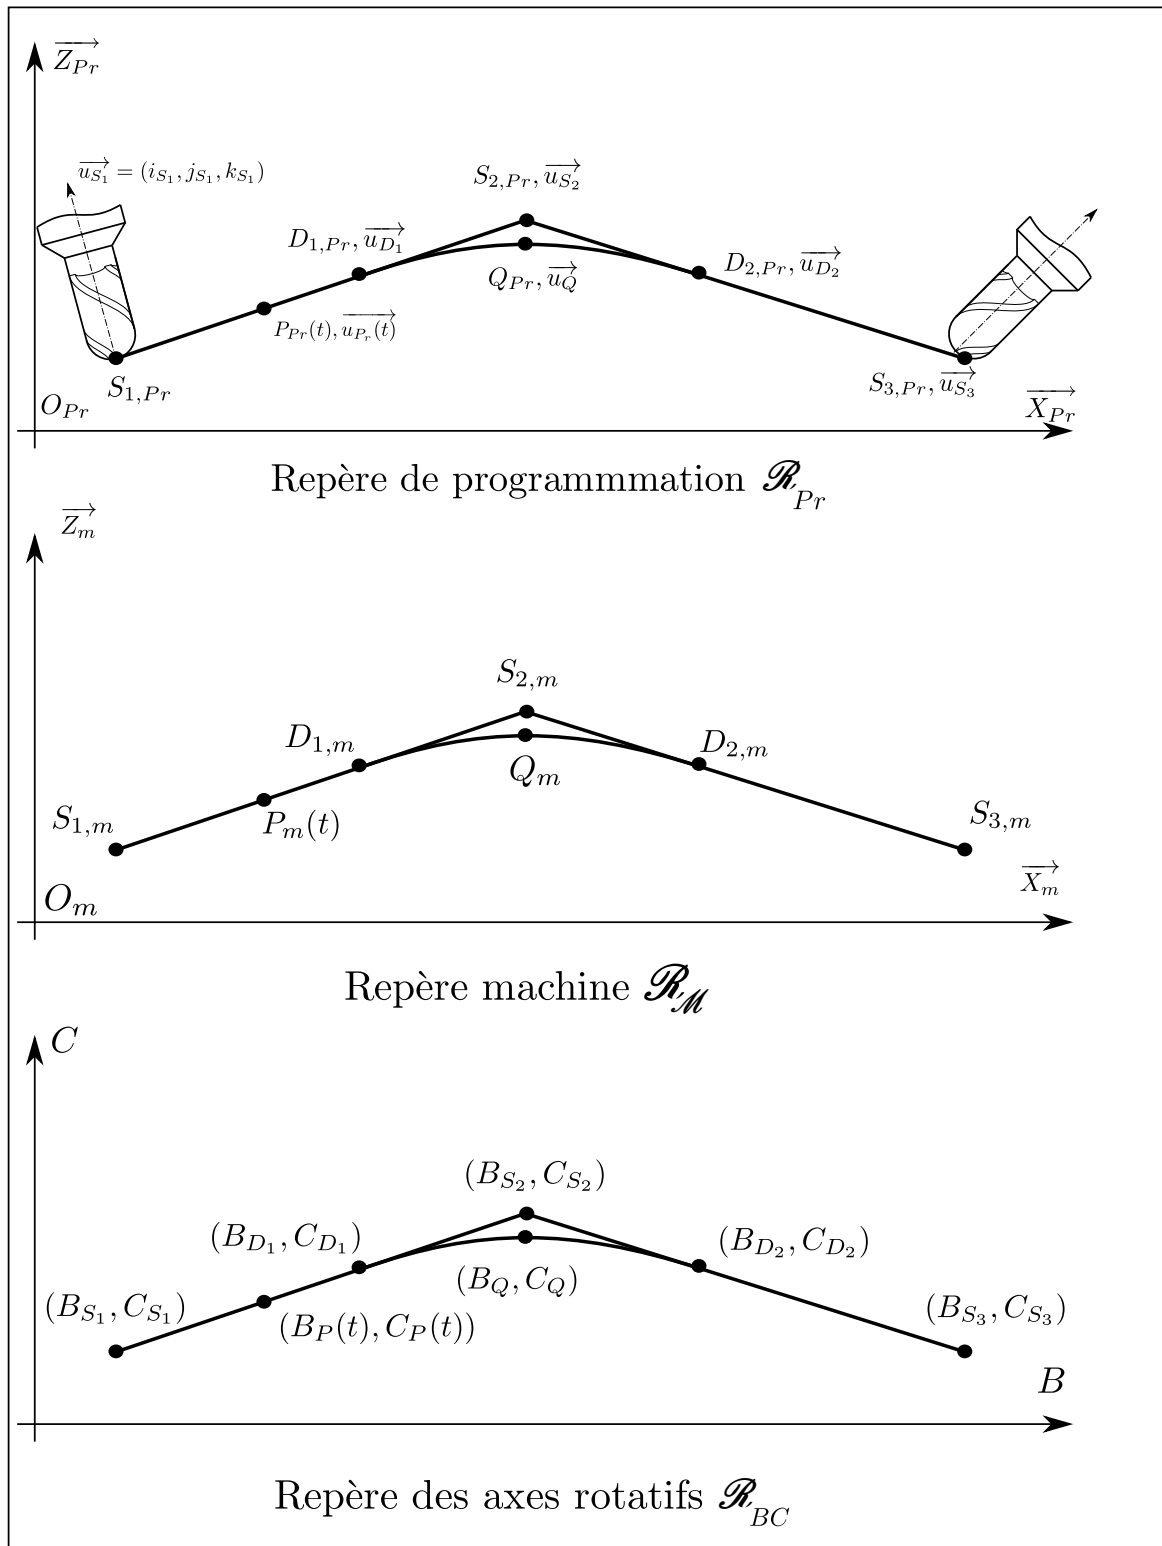 $\overrightarrow{Z_{Pr}}$
$\overrightarrow{u_{S_1}} = (i_{S_1}, j_{S_1}, k_{S_1})$
$S_{2,Pr}, \overrightarrow{u_{S_2}}$
$D_{1,Pr}, \overrightarrow{u_{D_1}}$
$D_{2,Pr}, \overrightarrow{u_{D_2}}$
$Q_{Pr}, \overrightarrow{u_Q}$
$P_{Pr}(t), \overrightarrow{u_{P_r}(t)}$
$S_{1,Pr}$
$S_{3,Pr}, \overrightarrow{u_{S_3}}$
$O_{Pr}$
$\overrightarrow{X_{Pr}}$
Repère de programmmation $\mathscr{R}_{Pr}$
$\overrightarrow{Z_m}$
$S_{2,m}$
$D_{1,m}$
$D_{2,m}$
$Q_m$
$S_{1,m}$
$P_m(t)$
$S_{3,m}$
$O_m$
$\overrightarrow{X_m}$
Repère machine $\mathscr{R}_{\mathscr{M}}$
$C$
$(B_{S_2}, C_{S_2})$
$(B_{D_1}, C_{D_1})$
$(B_{D_2}, C_{D_2})$
$(B_Q, C_Q)$
$(B_{S_1}, C_{S_1})$
$(B_P(t), C_P(t))$
$(B_{S_3}, C_{S_3})$
$B$
Repère des axes rotatifs $\mathscr{R}_{BC}$